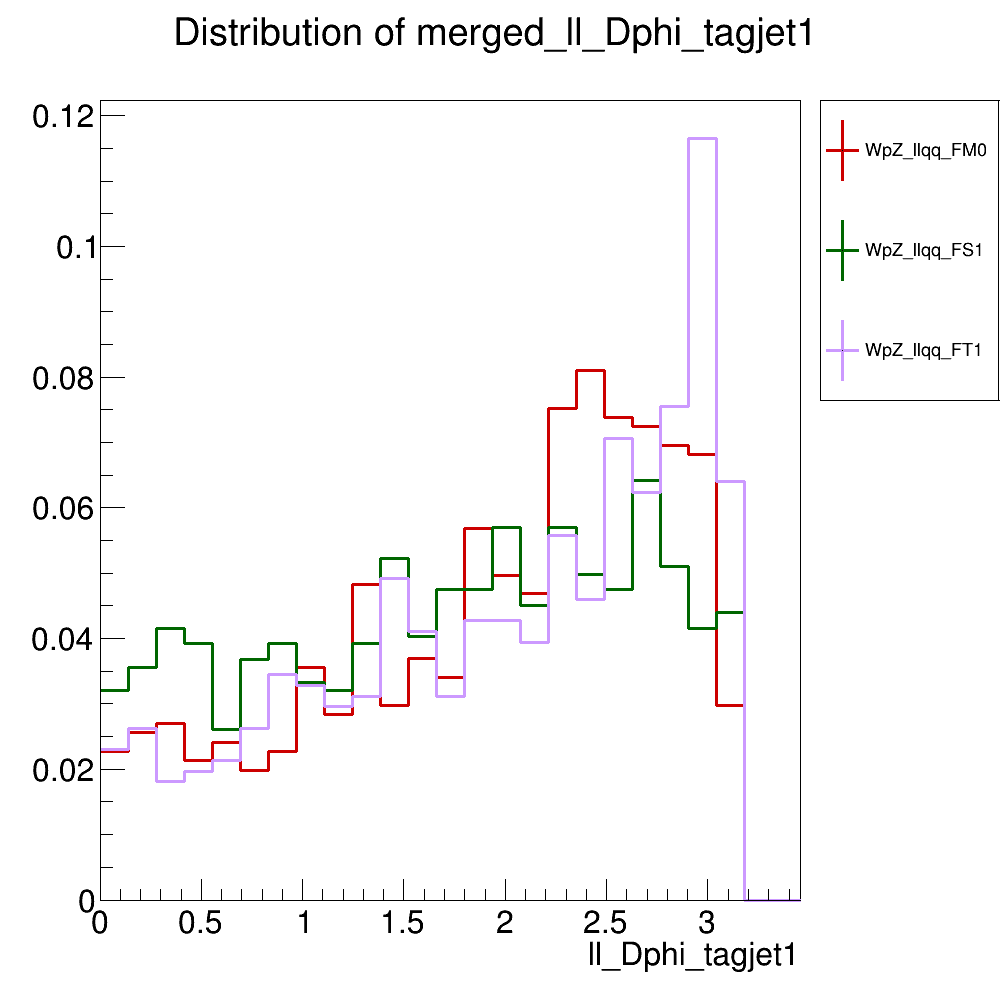 Distribution of merged_ll_Dphi_tagjet1
0.12
0.1
0.08
0.06
0.04
0.02
0
0 0.5 1 1.5 2 2.5 3
ll_Dphi_tagjet1
WpZ_llqq_FM0
WpZ_llqq_FS1
WpZ_llqq_FT1